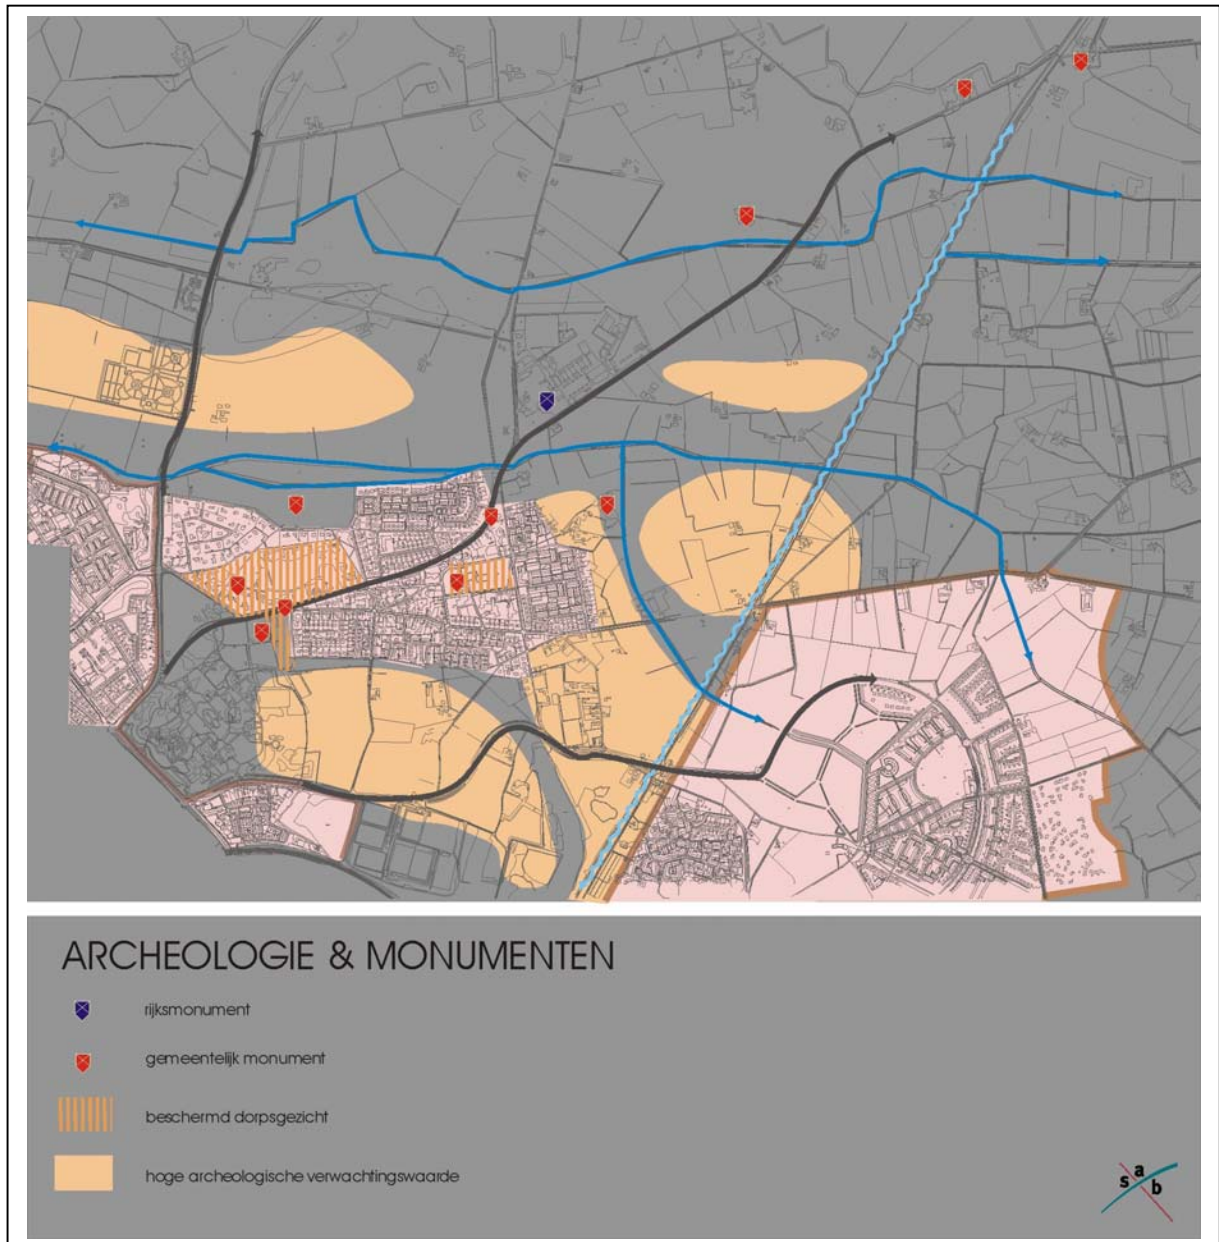 ARCHEOLOGIE & MONUMENTEN
rijksmonument
gemeentelijk monument
beschermd dorpsgezicht
hoge archeologische verwachtingswaarde
s a b